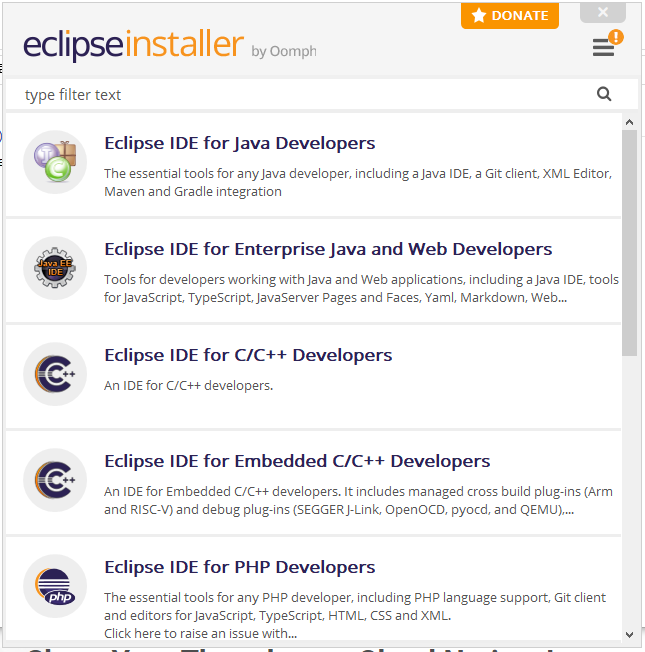 DONATE
eclipseinstaller by Oomph
type filter text
Eclipse IDE for Java Developers
The essential tools for any Java developer, including a Java IDE, a Git client, XML Editor,
Maven and Gradle integration
Java EE
IDE
Eclipse IDE for Enterprise Java and Web Developers
Tools for developers working with Java and Web applications, including a Java IDE, tools
for JavaScript, TypeScript, JavaServer Pages and Faces, Yaml, Markdown, Web...
C++
Eclipse IDE for C/C++ Developers
An IDE for C/C++ developers.
C++
Eclipse IDE for Embedded C/C++ Developers
An IDE for Embedded C/C++ developers. It includes managed cross build plug-ins (Arm
and RISC-V) and debug plug-ins (SEGGER J-Link, OpenOCD, pyocd, and QEMU),...
php
Eclipse IDE for PHP Developers
The essential tools for any PHP developer, including PHP language support, Git client
and editors for JavaScript, TypeScript, HTML, CSS and XML.
Click here to raise an issue with...